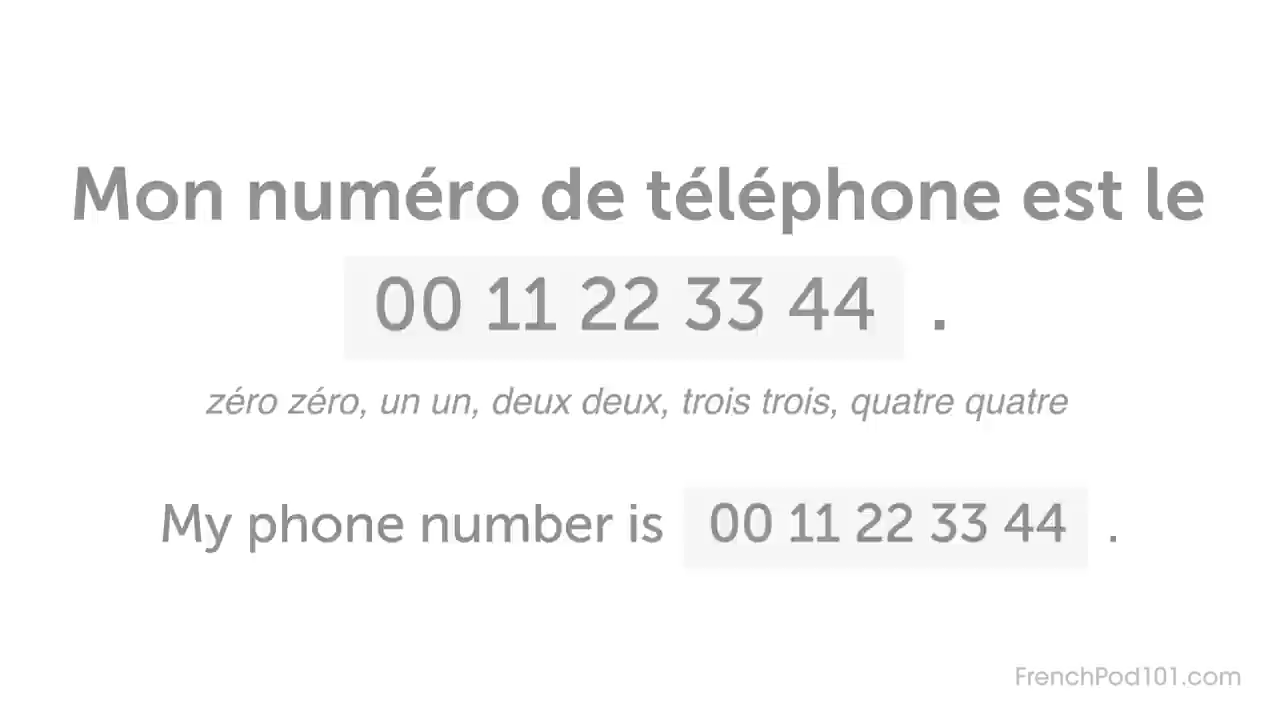 Mon numéro de téléphone est le
00 11 22 33 44 .
zéro zéro, un un, deux deux, trois trois, quatre quatre
My phone number is 00 11 22 33 44 .
FrenchPod101.com